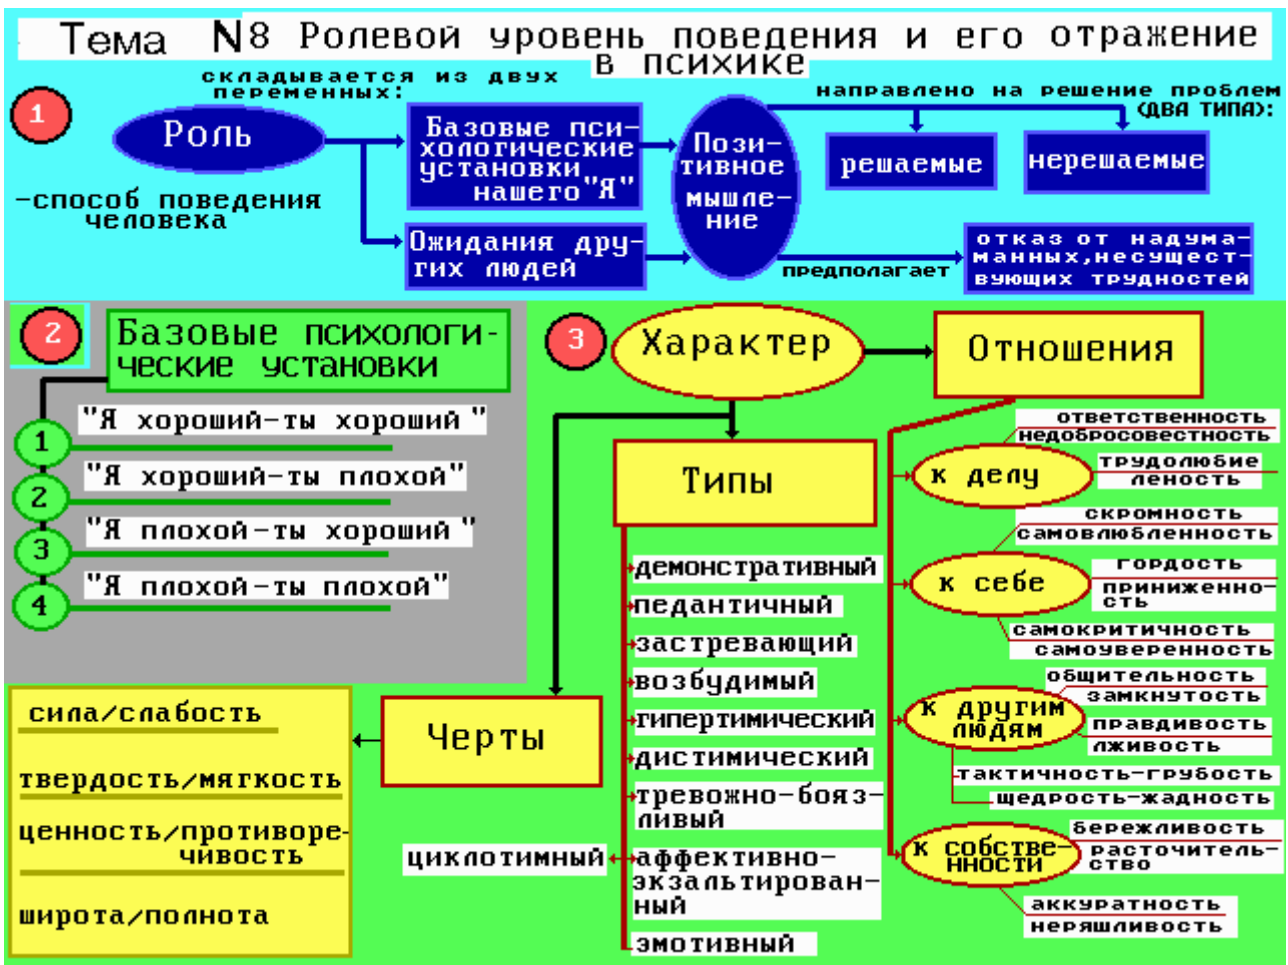 Тема N8 Ролевой уровень поведения и его отражение
в психике
складывается из двух
переменных:
направлено на решение проблем
(ДВА ТИПА):
1
Роль
-способ поведения
человека
Базовые пси-
хологические
установки
нашего"Я"
Ожидания дру-
гих людей
Пози-
тивное
мышле-
ние
решаемые
нерешаемые
предполагает
отказ от надума-
манных,несущест-
вующих трудностей
2
Базовые психологи-
ческие установки
1
"Я хороший-ты хороший "
2
"Я хороший-ты плохой"
3
"Я плохой-ты хороший "
4
"Я плохой-ты плохой"
3
Характер
Отношения
Типы
демонстративный
педантичный
застревающий
возбудимый
гипертимический
дистимический
тревожно-бояз-
ливый
циклотимный
аффективно-
экзальтирован-
ный
эмотивный
Черты
сила/слабость
твердость/мягкость
ценность/противоре-
чивость
широта/полнота
ответственность
недобросовестность
к делу
трудолюбие
леность
скромность
самовлюбленность
к себе
гордость
приниженно-
сть
самокритичность
самоуверенность
общительность
замкнутость
к другим
людям
правдивость
лживость
тактичность-грубость
щедрость-жадность
бережливость
к собстве-
нности
расточитель-
ство
аккуратность
неряшливость